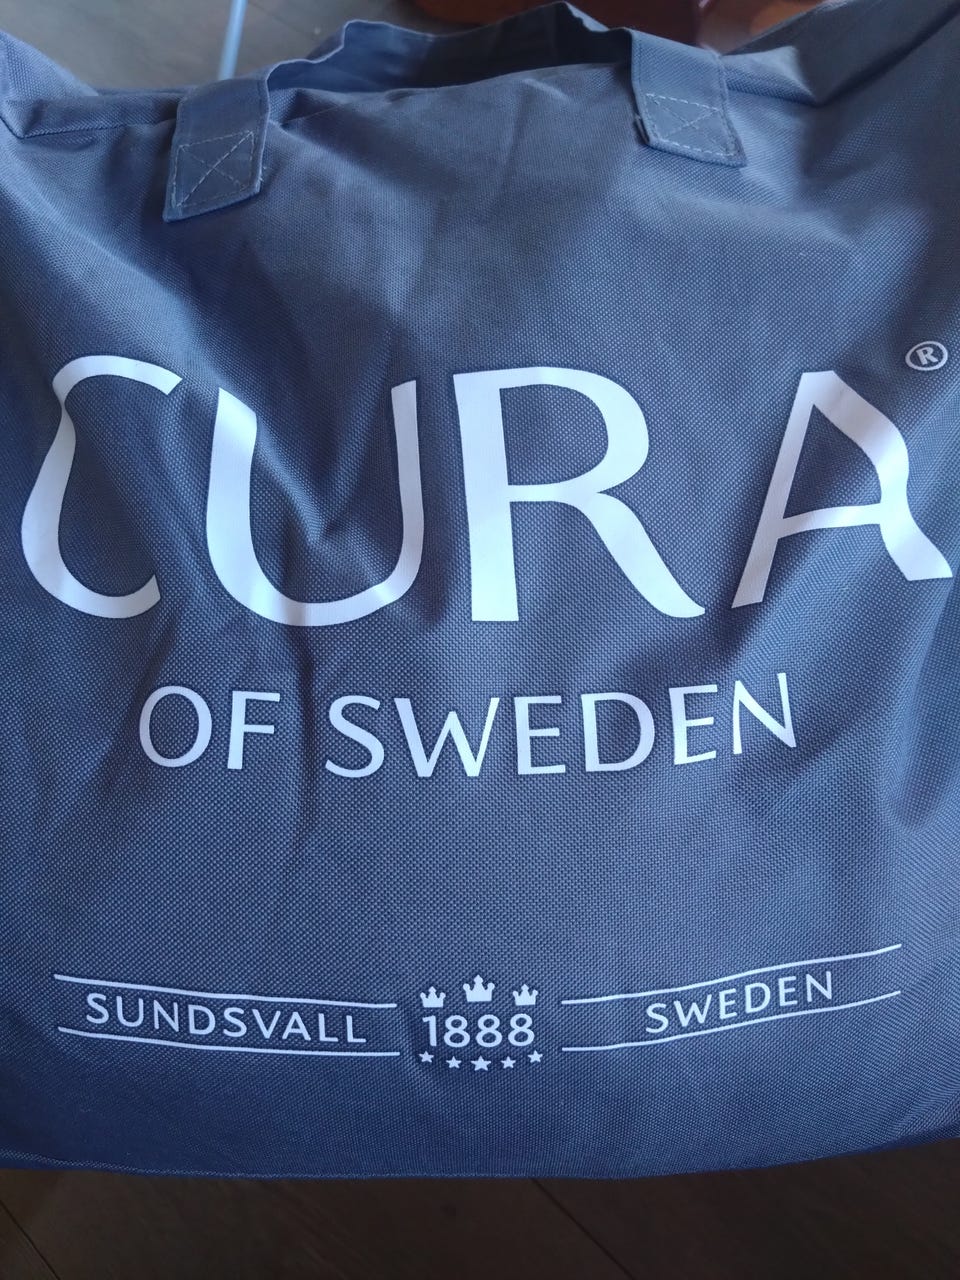 CURA®
OF SWEDEN
SUNDSVALL 1888 SWEDEN